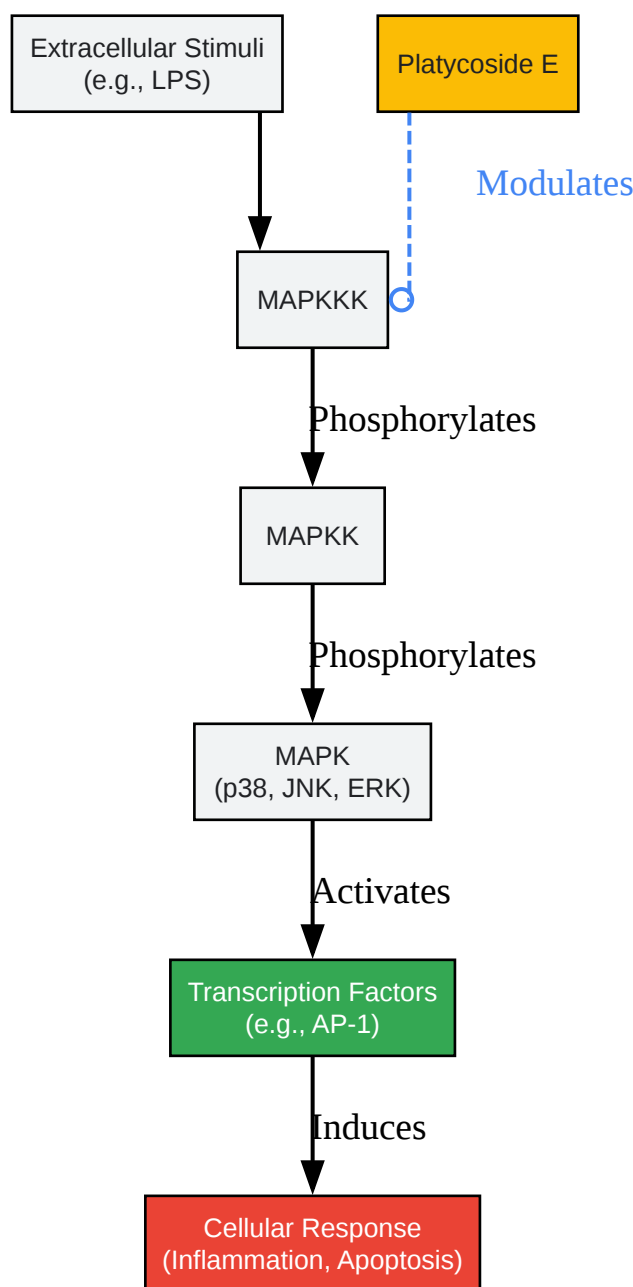 Extracellular Stimuli
(e.g., LPS)
Platycoside E
Modulates
MAPKKK
Phosphorylates
MAPKK
Phosphorylates
MAPK
(p38, JNK, ERK)
Activates
Transcription Factors
(e.g., AP-1)
Induces
Cellular Response
(Inflammation, Apoptosis)